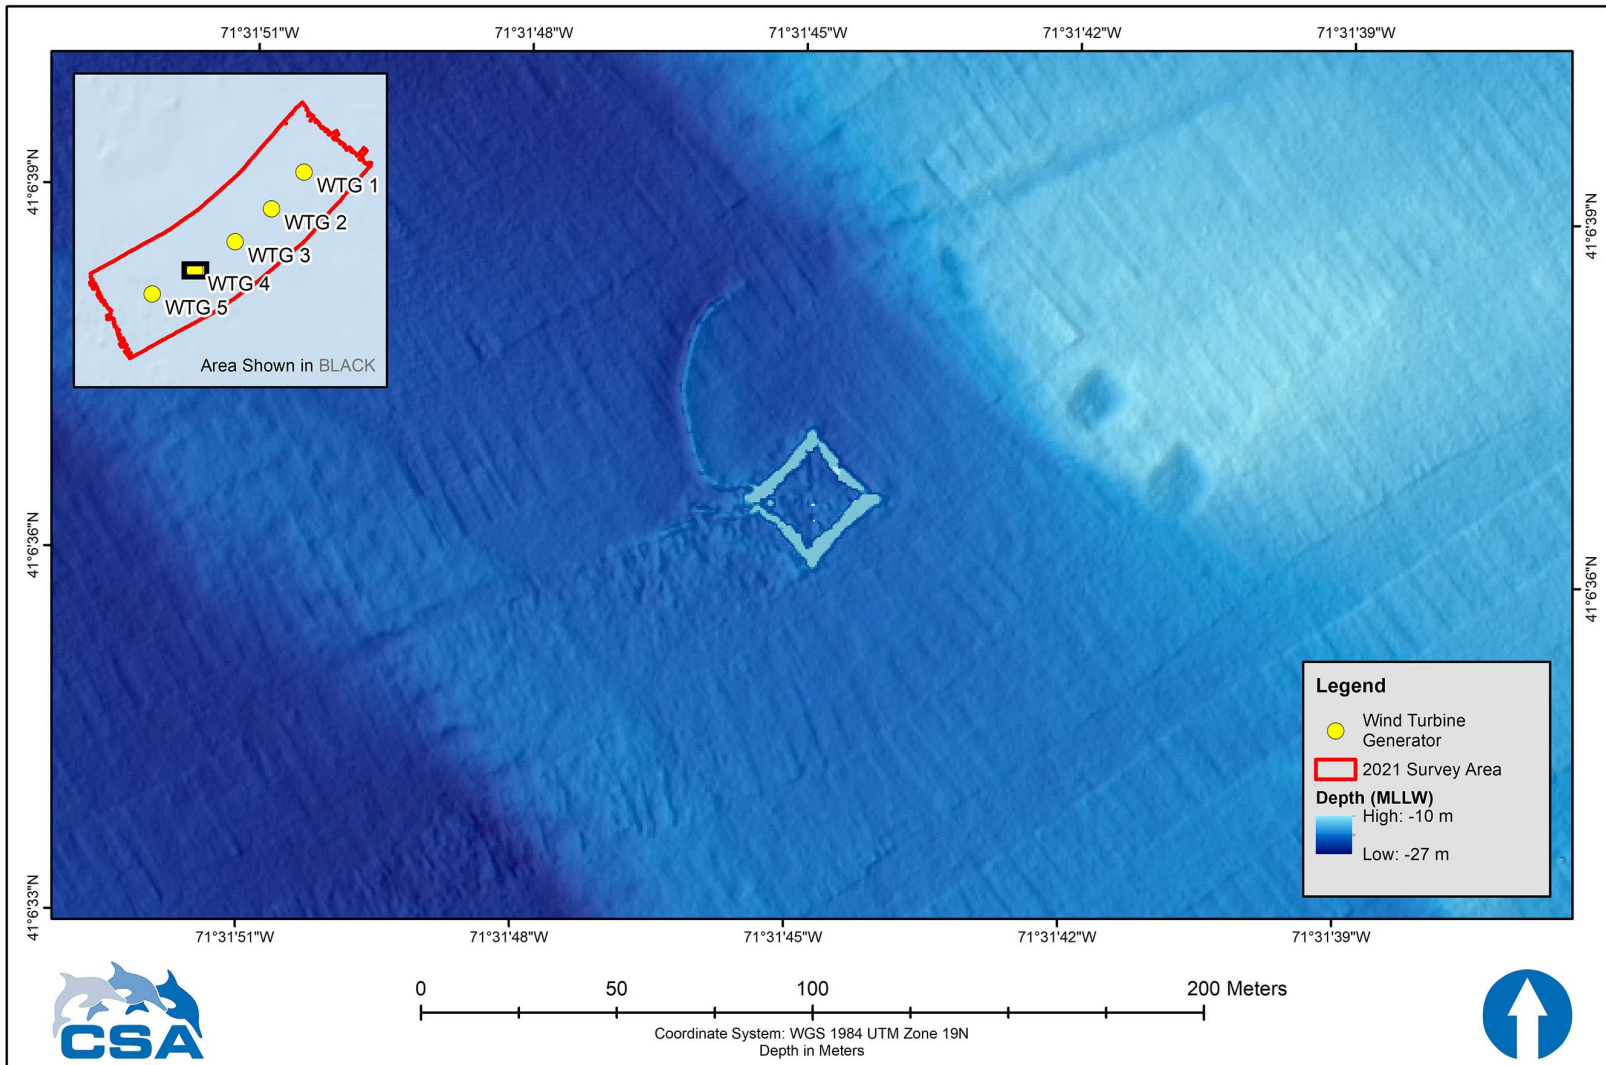 71°31'51"W
71°31'48"W
71°31'45"W
71°31'42"W
71°31'39"W
41°6'39"N
41°6'39"N
WTG 1
WTG 2
WTG 3
WTG 4
WTG 5
Area Shown in BLACK
41°6'36"N
41°6'36"N
Legend
Wind Turbine
Generator
2021 Survey Area
Depth (MLLW)
High: -10 m
Low: -27 m
41°6'33"N
71°31'51"W
71°31'48"W
71°31'45"W
71°31'42"W
71°31'39"W
CSA
0 50 100 200 Meters
Coordinate System: WGS 1984 UTM Zone 19N
Depth in Meters